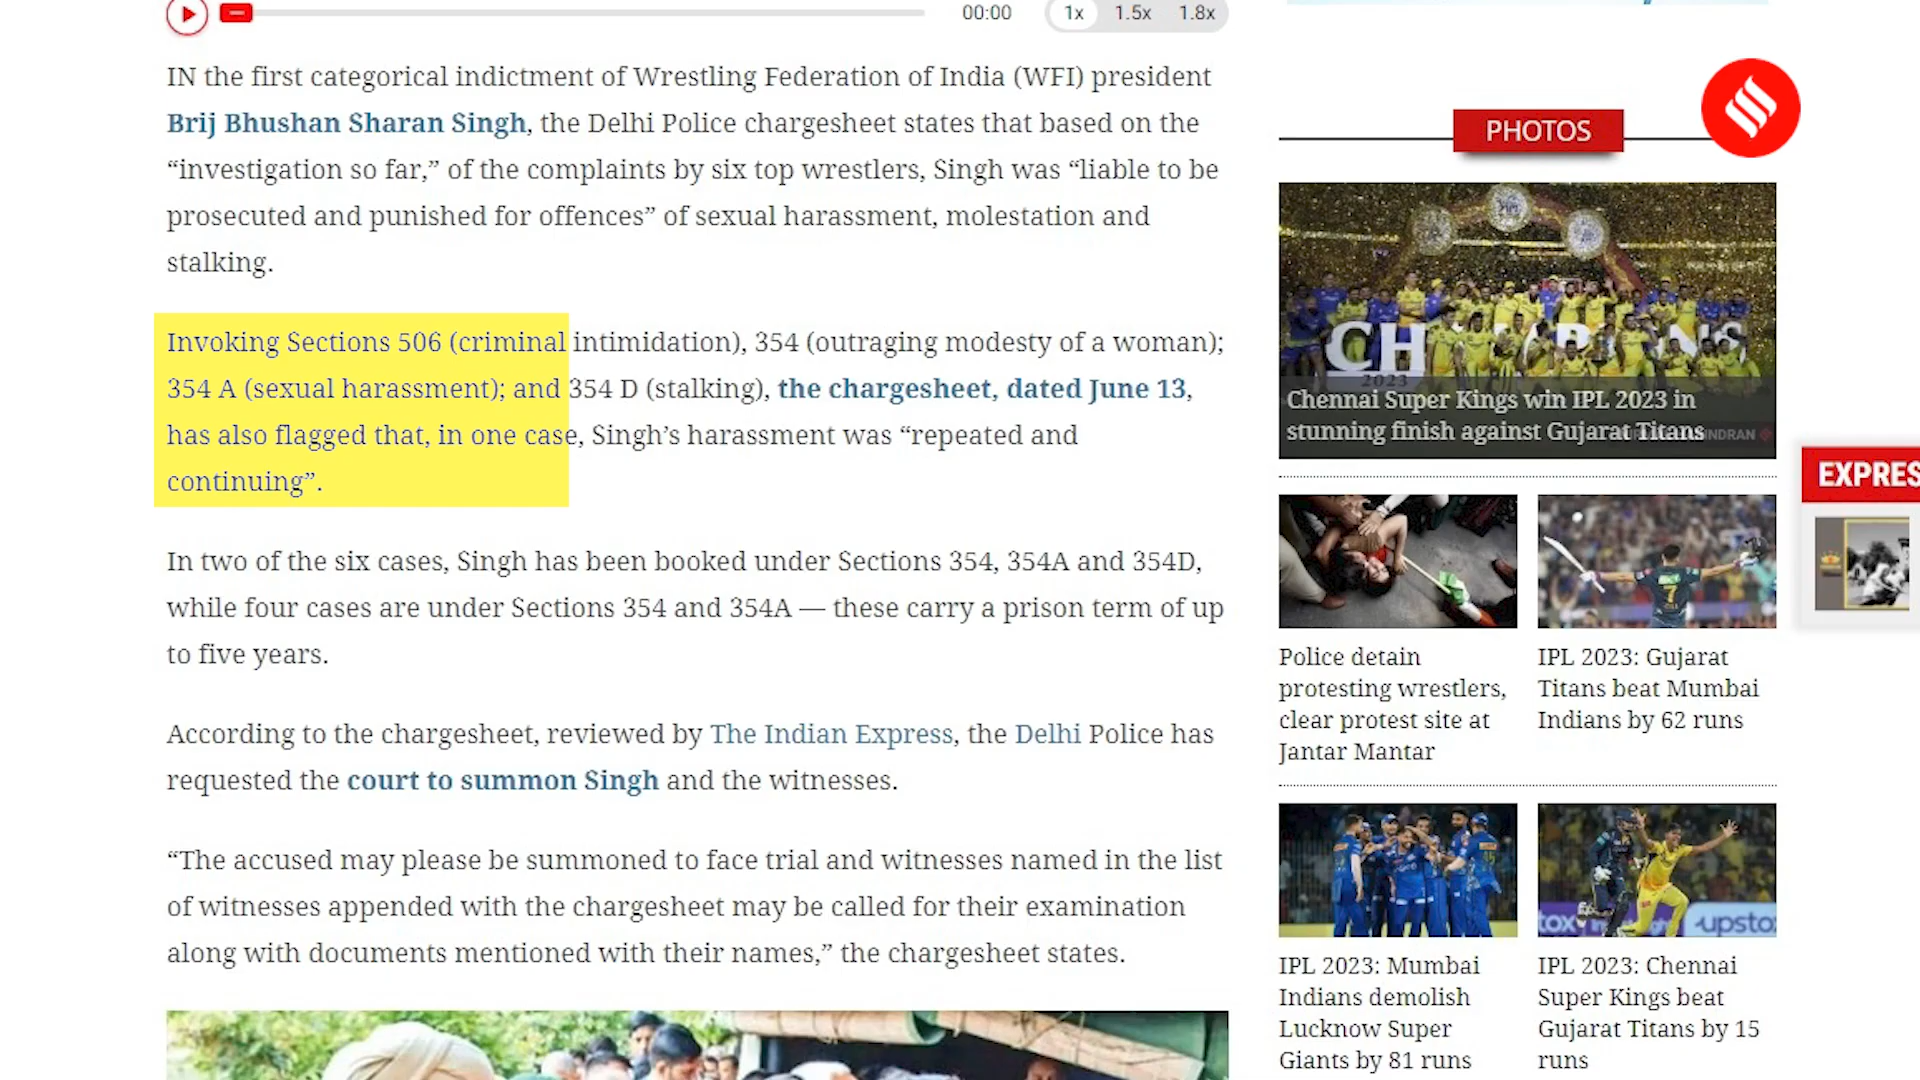 00:00 1x 1.5x 1.8x
IN the first categorical indictment of Wrestling Federation of India (WFI) president
Brij Bhushan Sharan Singh, the Delhi Police chargesheet states that based on the
“investigation so far,” of the complaints by six top wrestlers, Singh was “liable to be
prosecuted and punished for offences” of sexual harassment, molestation and
stalking.
Invoking Sections 506 (criminal intimidation), 354 (outraging modesty of a woman);
354 A (sexual harassment); and 354 D (stalking), the chargesheet, dated June 13,
has also flagged that, in one case, Singh’s harassment was “repeated and
continuing”.
In two of the six cases, Singh has been booked under Sections 354, 354A and 354D,
while four cases are under Sections 354 and 354A — these carry a prison term of up
to five years.
According to the chargesheet, reviewed by The Indian Express, the Delhi Police has
requested the court to summon Singh and the witnesses.
“The accused may please be summoned to face trial and witnesses named in the list
of witnesses appended with the chargesheet may be called for their examination
along with documents mentioned with their names,” the chargesheet states.
PHOTOS
CH MPIONS
2023
Chennai Super Kings win IPL 2023 in
stunning finish against Gujarat Titans
Police detain
protesting wrestlers,
clear protest site at
Jantar Mantar
7
IPL 2023: Gujarat
Titans beat Mumbai
Indians by 62 runs
IPL 2023: Mumbai
Indians demolish
Lucknow Super
Giants by 81 runs
upstox
IPL 2023: Chennai
Super Kings beat
Gujarat Titans by 15
runs
EXPRES